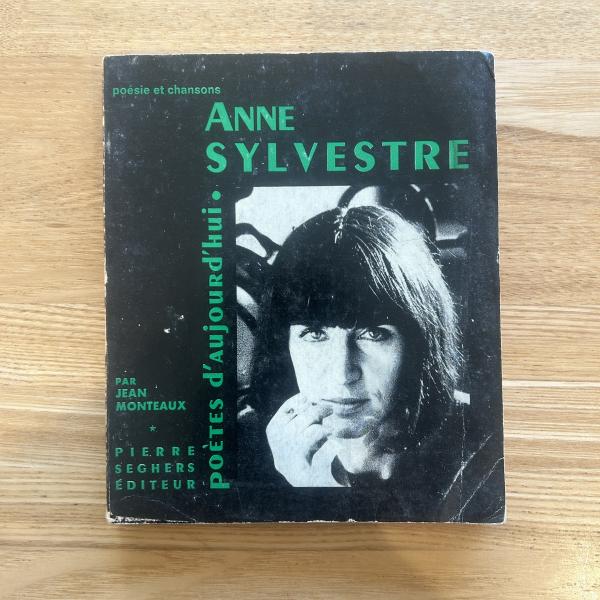 poésie et chansons
ANNE
SYLVESTRE
POÈTES d'AUJOURd'HUI •
PAR
JEAN
MONTEAUX
*
PIERRE
SEGHERS
ÉDITEUR